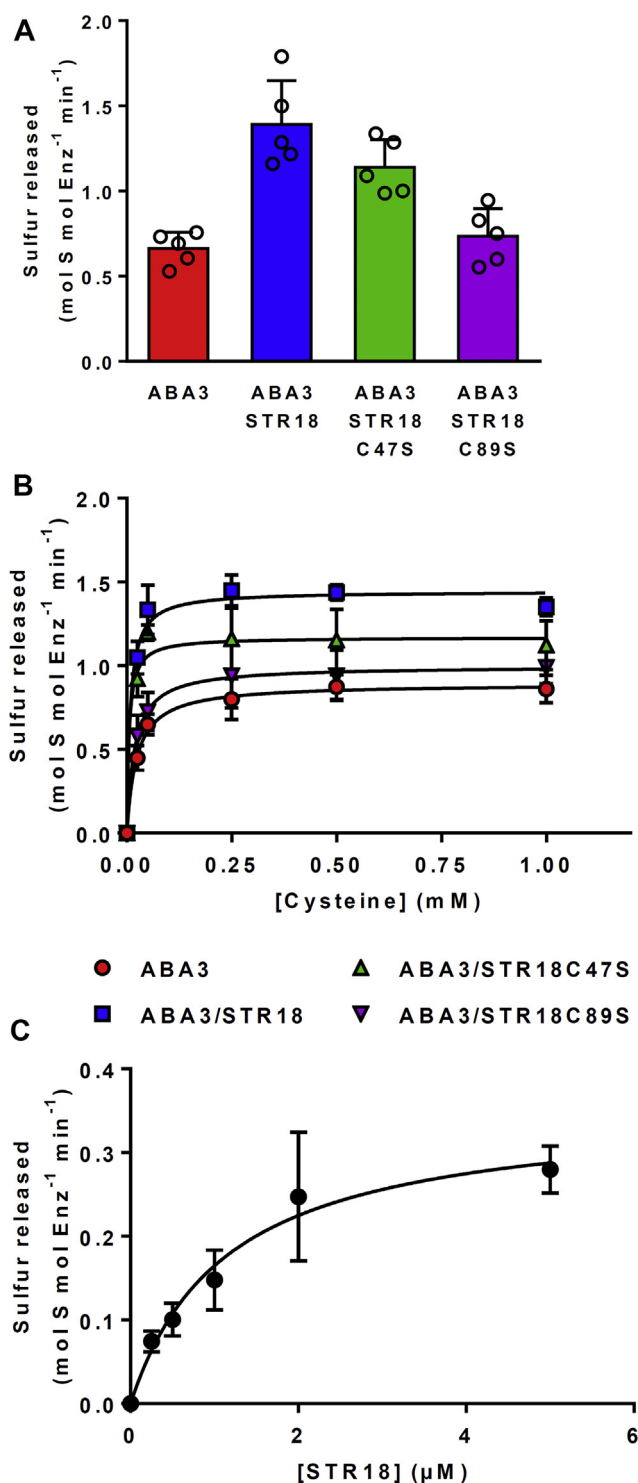 A
Sulfur released
(mol S mol Enz⁻¹ min⁻¹)
2.0
1.5
1.0
0.5
0.0
ABA3
ABA3
STR18
ABA3
STR18
C47S
ABA3
STR18
C89S
B
Sulfur released
(mol S mol Enz⁻¹ min⁻¹)
2.0
1.5
1.0
0.5
0.0
0.00 0.25 0.50 0.75 1.00
[Cysteine] (mM)
ABA3
ABA3/STR18C47S
ABA3/STR18
ABA3/STR18C89S
C
Sulfur released
(mol S mol Enz⁻¹ min⁻¹)
0.4
0.3
0.2
0.1
0.0
0 2 4 6
[STR18] (µM)